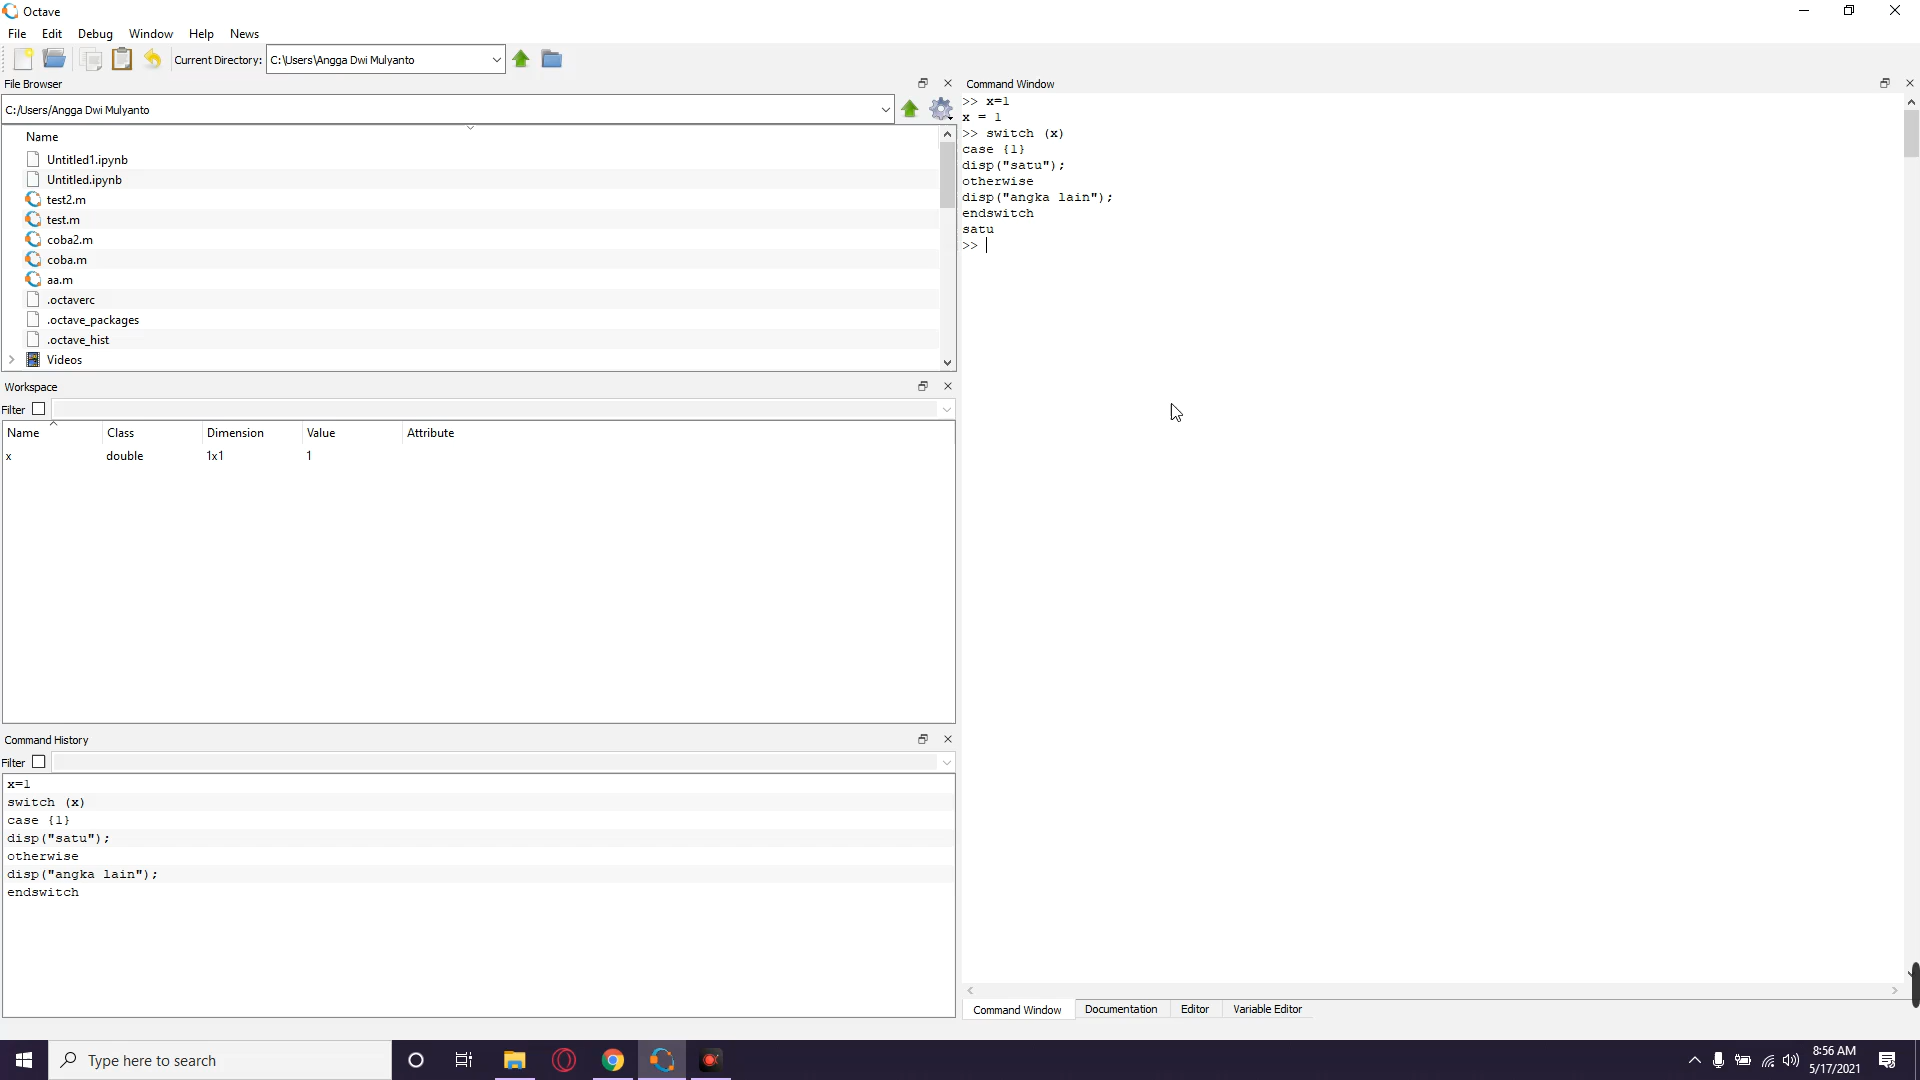 Octave
File Edit Debug Window Help News
Current Directory: C:\Users\Angga Dwi Mulyanto
File Browser
C:/Users/Angga Dwi Mulyanto
Name
Untitled1.ipynb
Untitled.ipynb
test2.m
test.m
coba2.m
coba.m
aa.m
.octaverc
.octave_packages
.octave_hist
Videos
Workspace
Filter
Name Class Dimension Value Attribute
x double 1x1 1
Command History
Filter
x=1
switch (x)
case {1}
disp("satu");
otherwise
disp("angka lain");
endswitch
Command Window
>> x=1
x = 1
>> switch (x)
case {1}
disp("satu");
otherwise
disp("angka lain");
endswitch
satu
>>
Command Window Documentation Editor Variable Editor
Type here to search
8:56 AM
5/17/2021